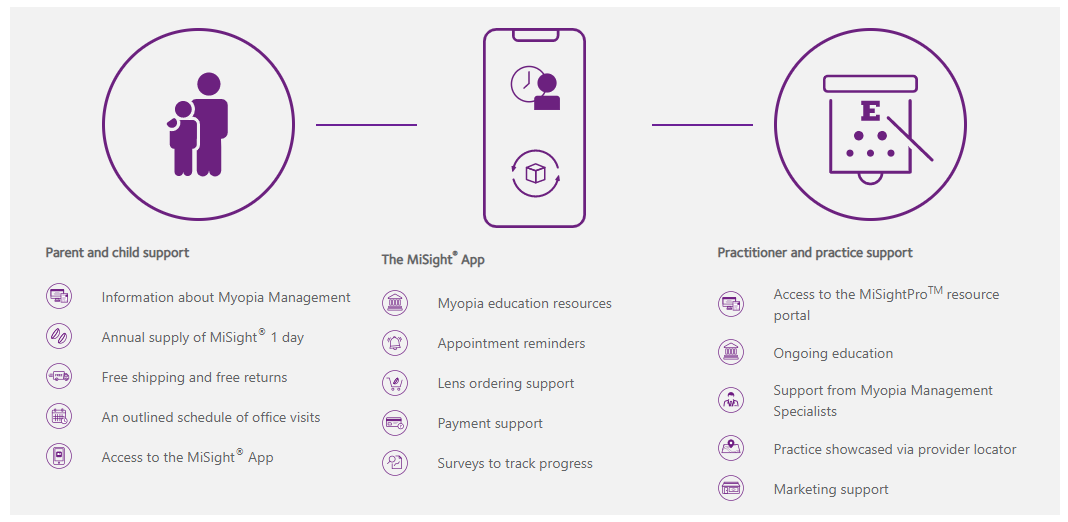 E
Parent and child support
Information about Myopia Management
Annual supply of MiSight® 1 day
Free shipping and free returns
An outlined schedule of office visits
Access to the MiSight® App
The MiSight® App
Myopia education resources
Appointment reminders
Lens ordering support
Payment support
Surveys to track progress
Practitioner and practice support
Access to the MiSightPro™ resource
portal
Ongoing education
Support from Myopia Management
Specialists
Practice showcased via provider locator
Marketing support